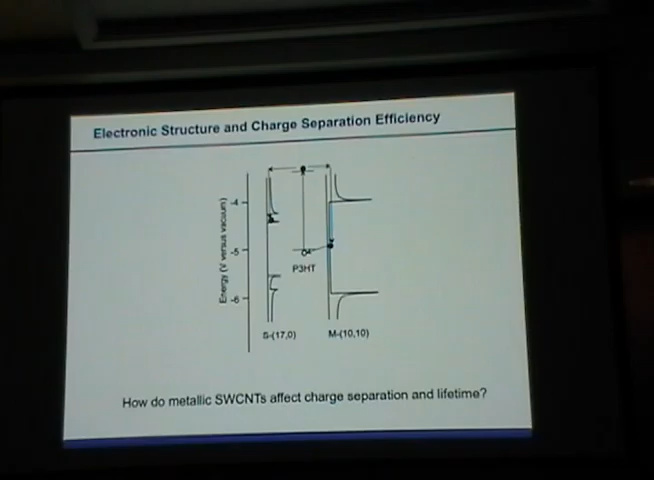 Electronic Structure and Charge Separation Efficiency
Energy (V versus vacuum)
-4
-5
-6
P3HT
S-(17,0)
M-(10,10)
How do metallic SWCNTs affect charge separation and lifetime?